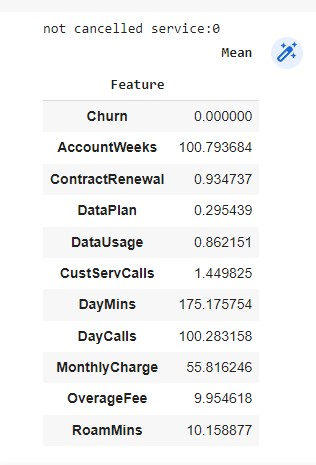 not cancelled service:0
Mean
Feature
Churn 0.000000
AccountWeeks 100.793684
ContractRenewal 0.934737
DataPlan 0.295439
DataUsage 0.862151
CustServCalls 1.449825
DayMins 175.175754
DayCalls 100.283158
MonthlyCharge 55.816246
OverageFee 9.954618
RoamMins 10.158877